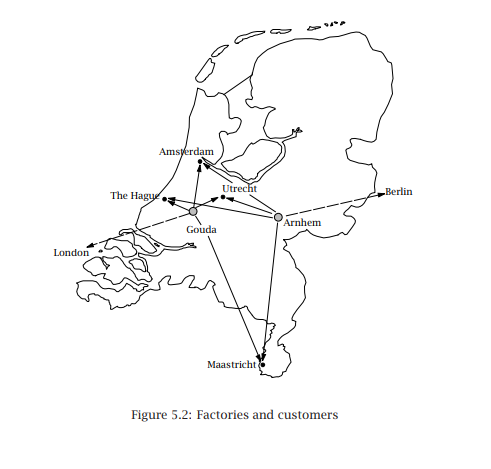 Amsterdam
Utrecht
The Hague
Berlin
Arnhem
Gouda
London
Maastricht
Figure 5.2: Factories and customers